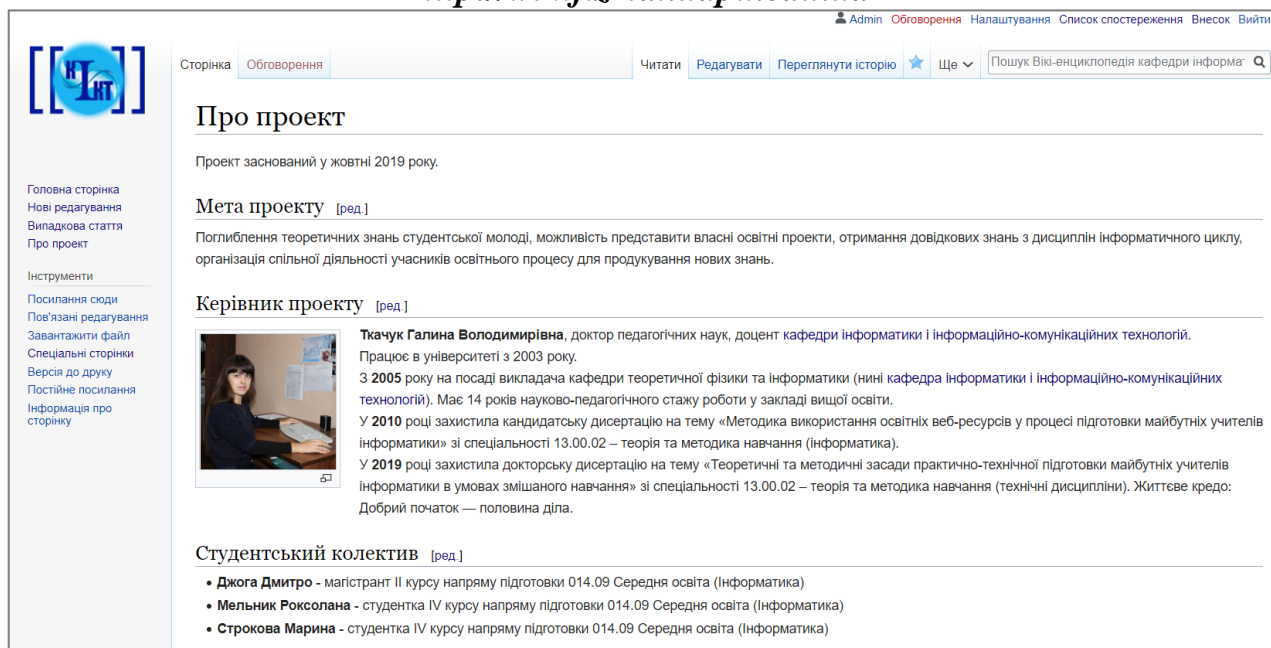 Admin Обговорення Налаштування Список спостереження Внесок Вийти
КІКТ
Сторінка Обговорення Читати Редагувати Переглянути історію Ще Пошук Вікі-енциклопедія кафедри інформат
Про проект
Проект заснований у жовтні 2019 року.
Головна сторінка
Нові редагування
Випадкова стаття
Про проект
Інструменти
Посилання сюди
Пов'язані редагування
Завантажити файл
Спеціальні сторінки
Версія до друку
Постійне посилання
Інформація про
сторінку
Мета проекту [ред.]
Поглиблення теоретичних знань студентської молоді, можливість представити власні освітні проекти, отримання довідкових знань з дисциплін інформатичного циклу,
організація спільної діяльності учасників освітнього процесу для продукування нових знань.
Керівник проекту [ред.]
Ткачук Галина Володимирівна, доктор педагогічних наук, доцент кафедри інформатики і інформаційно-комунікаційних технологій.
Працює в університеті з 2003 року.
З 2005 року на посаді викладача кафедри теоретичної фізики та інформатики (нині кафедра інформатики і інформаційно-комунікаційних
технологій). Має 14 років науково-педагогічного стажу роботи у закладі вищої освіти.
У 2010 році захистила кандидатську дисертацію на тему «Методика використання освітніх веб-ресурсів у процесі підготовки майбутніх учителів
інформатики» зі спеціальності 13.00.02 – теорія та методика навчання (інформатика).
У 2019 році захистила докторську дисертацію на тему «Теоретичні та методичні засади практично-технічної підготовки майбутніх учителів
інформатики в умовах змішаного навчання» зі спеціальності 13.00.02 – теорія та методика навчання (технічні дисципліни). Життєве кредо:
Добрий початок — половина діла.
Студентський колектив [ред.]
• Джога Дмитро - магістрант ІІ курсу напряму підготовки 014.09 Середня освіта (Інформатика)
• Мельник Роксолана - студентка IV курсу напряму підготовки 014.09 Середня освіта (Інформатика)
• Строкова Марина - студентка IV курсу напряму підготовки 014.09 Середня освіта (Інформатика)